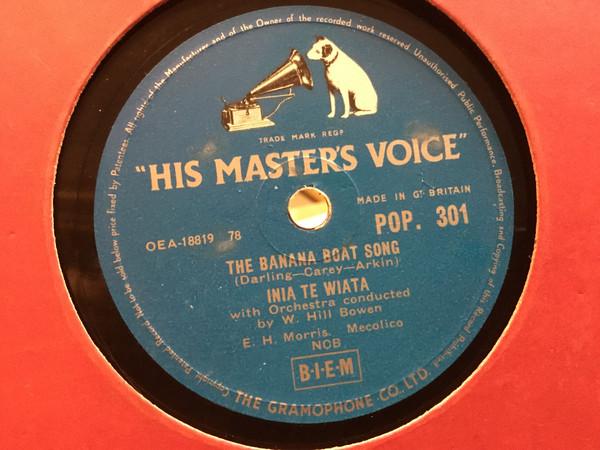 All rights of the Manufacturer and of the Owner of the recorded work reserved Unauthorised Public Performance, Broadcasting and Copying of this Record Prohibited
TRADE MARK REGD
"HIS MASTER'S VOICE"
MADE IN GT BRITAIN
OEA-18819 78
POP. 301
THE BANANA BOAT SONG
(Darling—Carey—Arkin)
INIA TE WIATA
with Orchestra conducted
by W. Hill Bowen
E. H. Morris. Mecolico
NOB
B·I·E·M
THE GRAMOPHONE CO., LTD.
Copyright Patented Record Not to be sold below price fixed by Patentees.